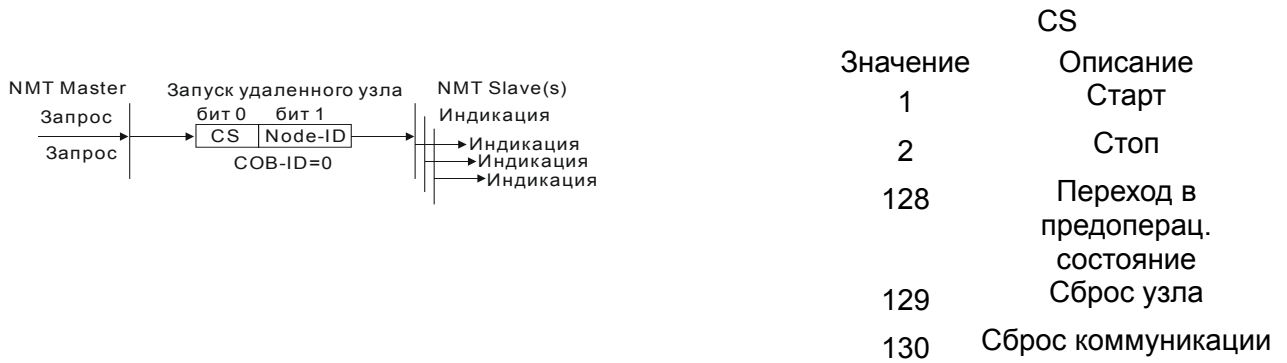 NMT Master
Запуск удаленного узла
NMT Slave(s)
Запрос
бит 0 бит 1
Индикация
CS Node-ID
Запрос
COB-ID=0
Индикация
Индикация
Индикация
CS
Значение Описание
1 Старт
2 Стоп
128 Переход в
предоперац.
состояние
129 Сброс узла
130 Сброс коммуникации